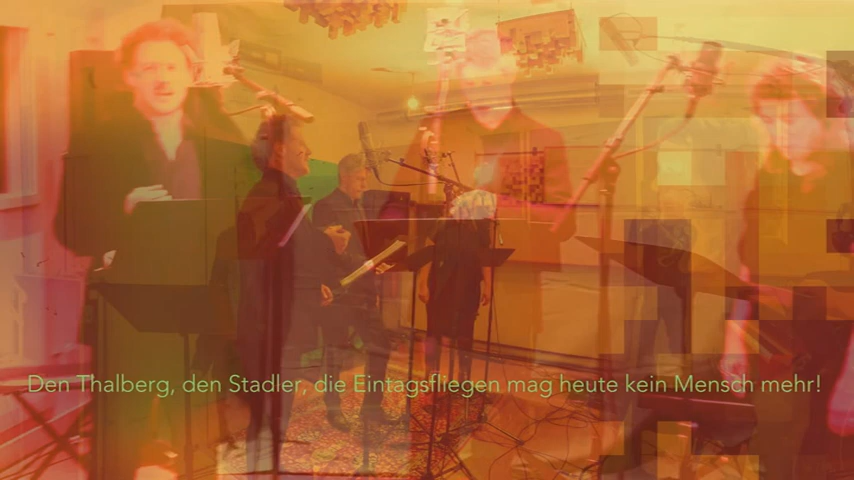 Den Thalberg, den Stadler, die Eintagsfliegen mag heute kein Mensch mehr!